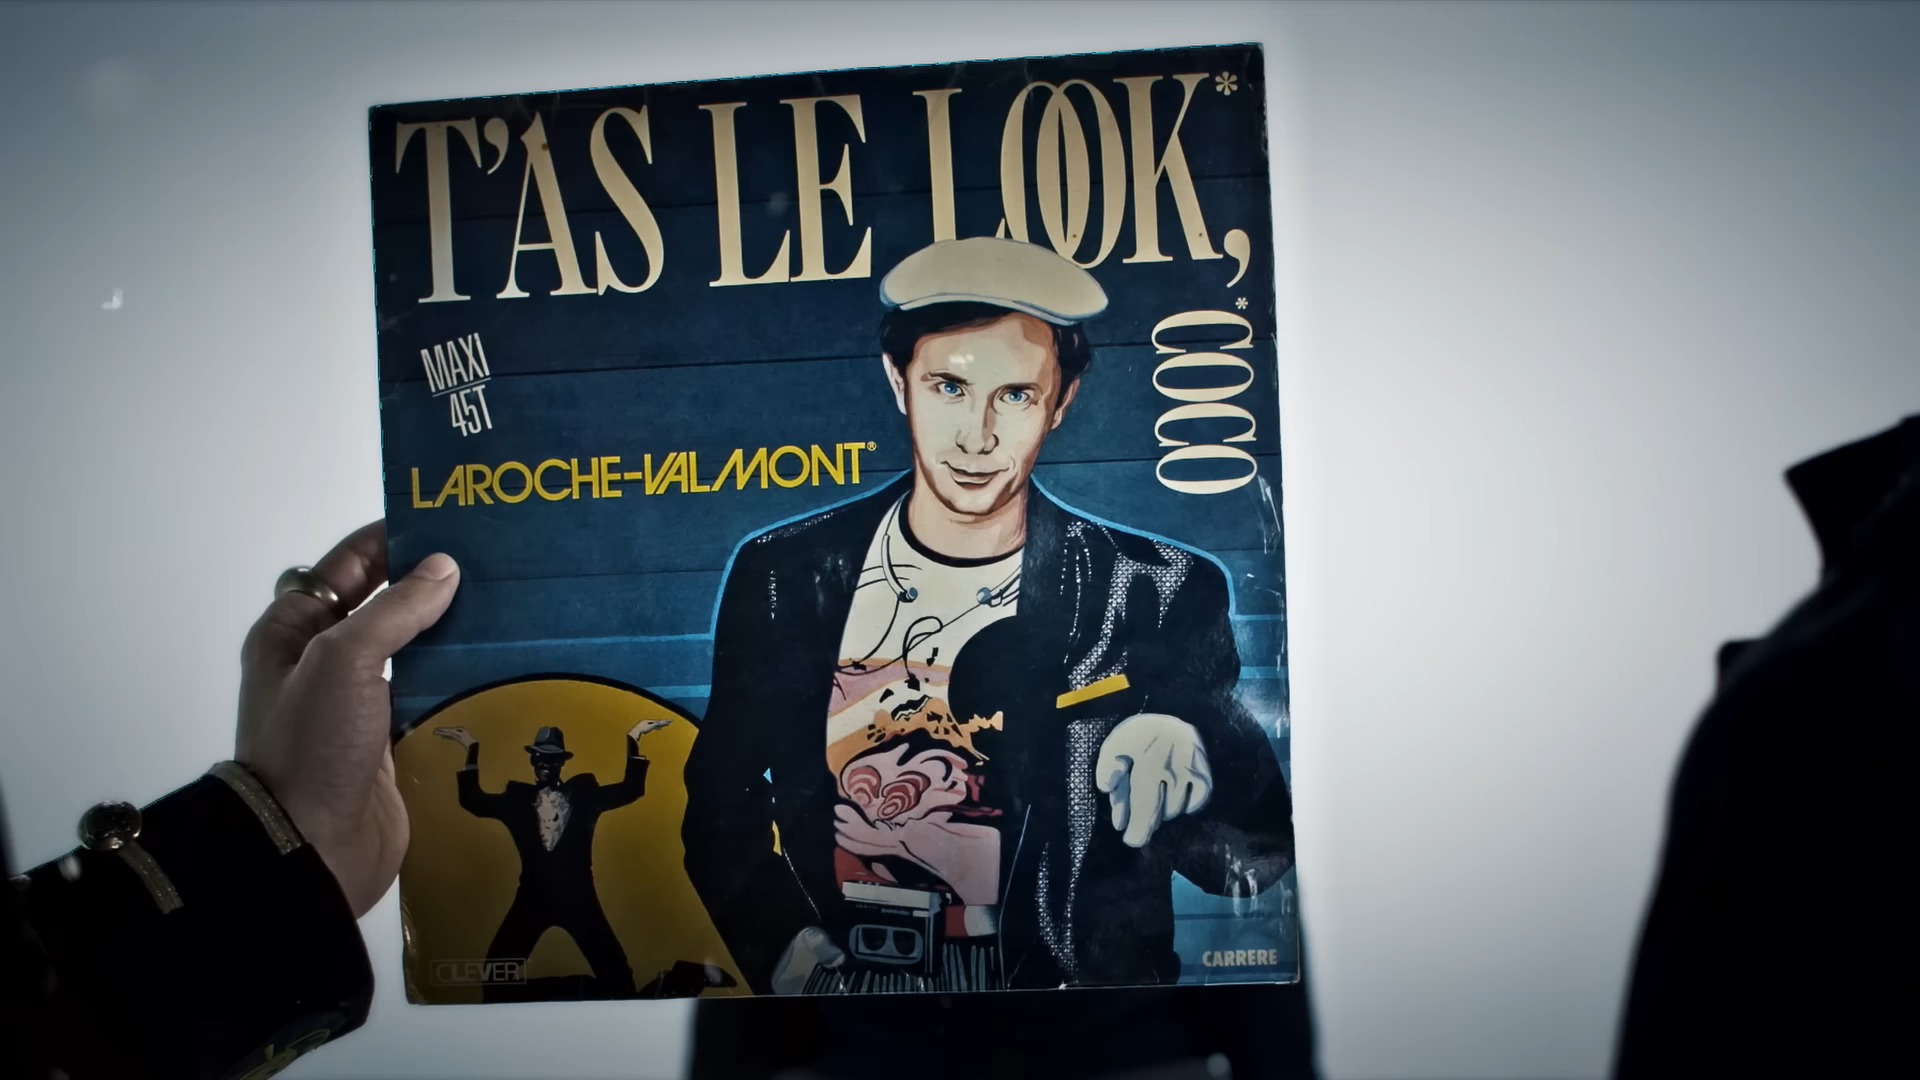 T'AS LE LOOK,*
COCO*
MAXI
45T
LAROCHE-VALMONT®
CLEVER
CARRERE